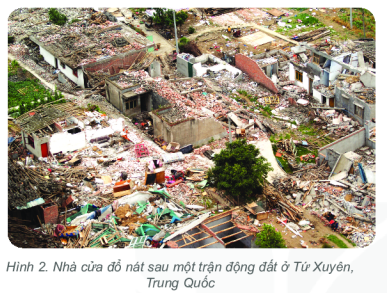 Hình 2. Nhà cửa đổ nát sau một trận động đất ở Tứ Xuyên,
Trung Quốc